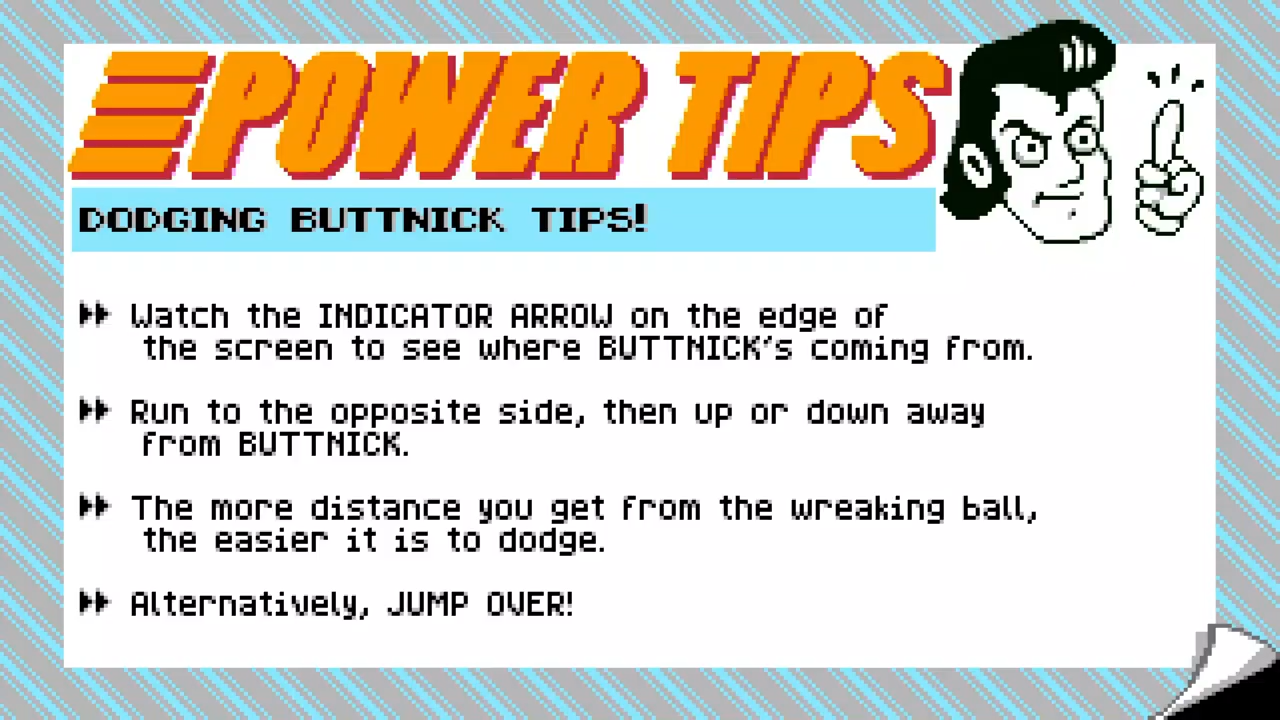 POWER TIPS
DODGING BUTTNICK TIPS!
Watch the INDICATOR ARROW on the edge of
the screen to see where BUTTNICK's coming from.
Run to the opposite side, then up or down away
from BUTTNICK.
The more distance you get from the wreaking ball,
the easier it is to dodge.
Alternatively, JUMP OVER!